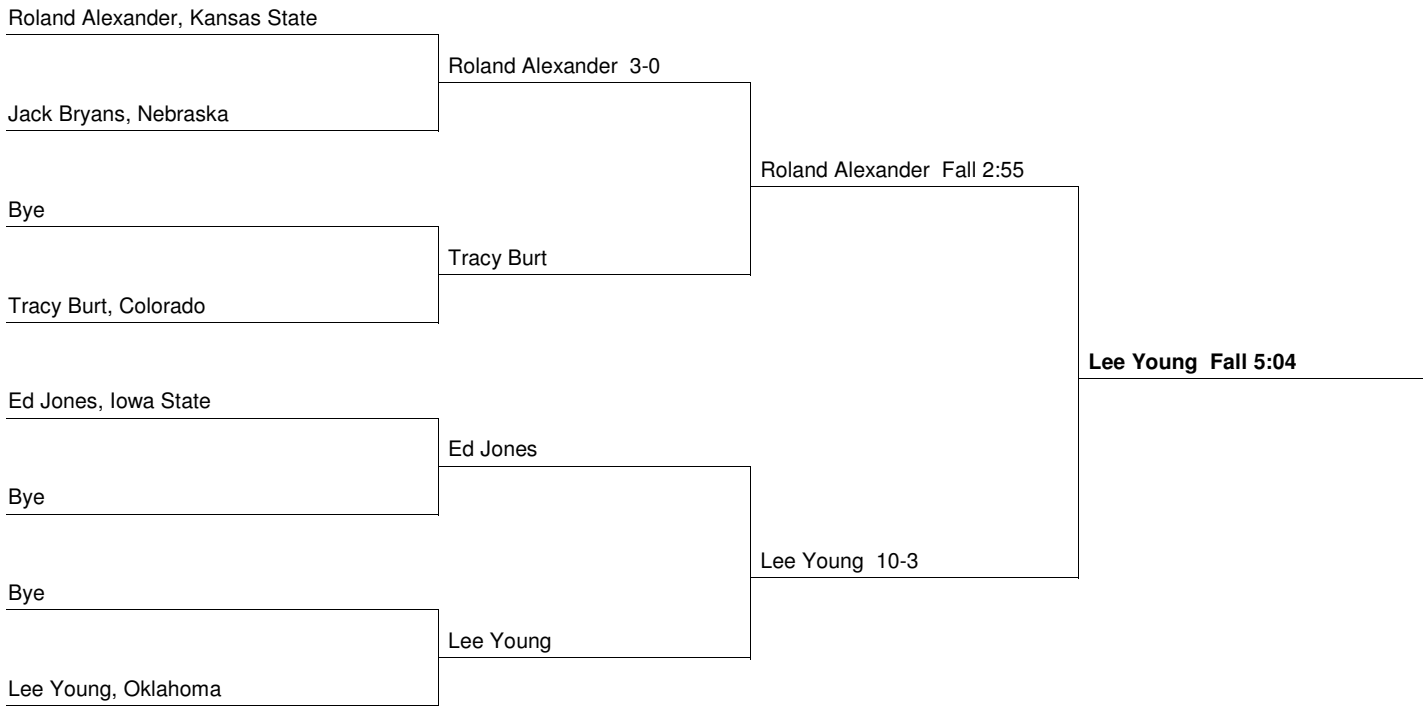 Roland Alexander, Kansas State
Roland Alexander 3-0
Jack Bryans, Nebraska
Roland Alexander Fall 2:55
Bye
Tracy Burt
Tracy Burt, Colorado
Lee Young Fall 5:04
Ed Jones, Iowa State
Ed Jones
Bye
Lee Young 10-3
Bye
Lee Young
Lee Young, Oklahoma